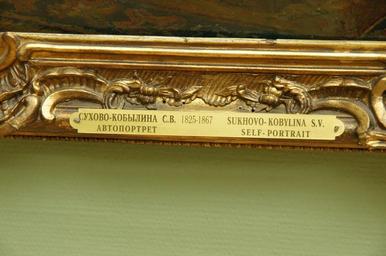 СУХОВО-КОБЫЛИНА С.В. 1825-1867 SUKHOVO-KOBYLINA S.V.
АВТОПОРТРЕТ SELF-PORTRAIT